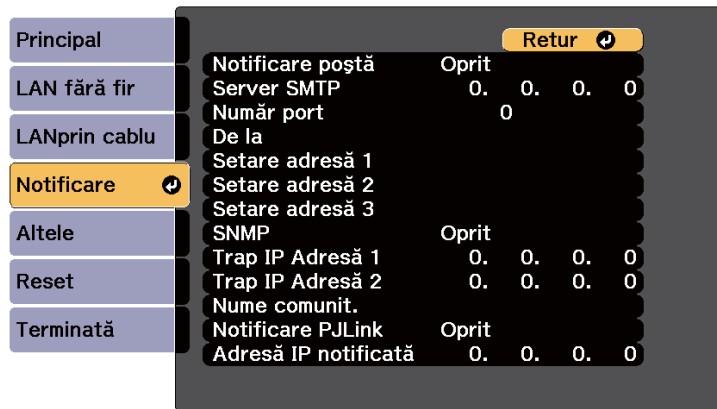 Principal
LAN fără fir
LANprin cablu
Notificare
Altele
Reset
Terminată
Retur
Notificare poştă Oprit
Server SMTP 0. 0. 0. 0
Număr port 0
De la
Setare adresă 1
Setare adresă 2
Setare adresă 3
SNMP Oprit
Trap IP Adresă 1 0. 0. 0. 0
Trap IP Adresă 2 0. 0. 0. 0
Nume comunit.
Notificare PJLink Oprit
Adresă IP notificată 0. 0. 0. 0